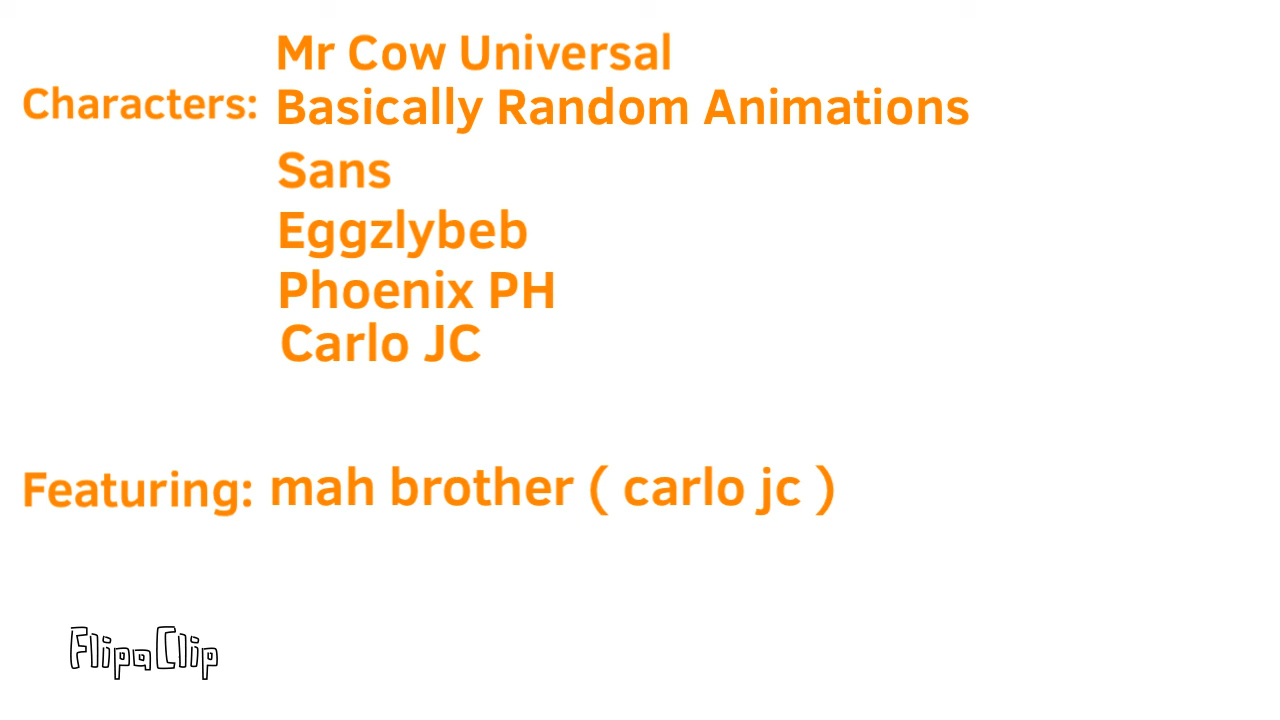 Mr Cow Universal
Characters: Basically Random Animations
Sans
Eggzlybeb
Phoenix PH
Carlo JC
Featuring: mah brother ( carlo jc )
FlipaClip